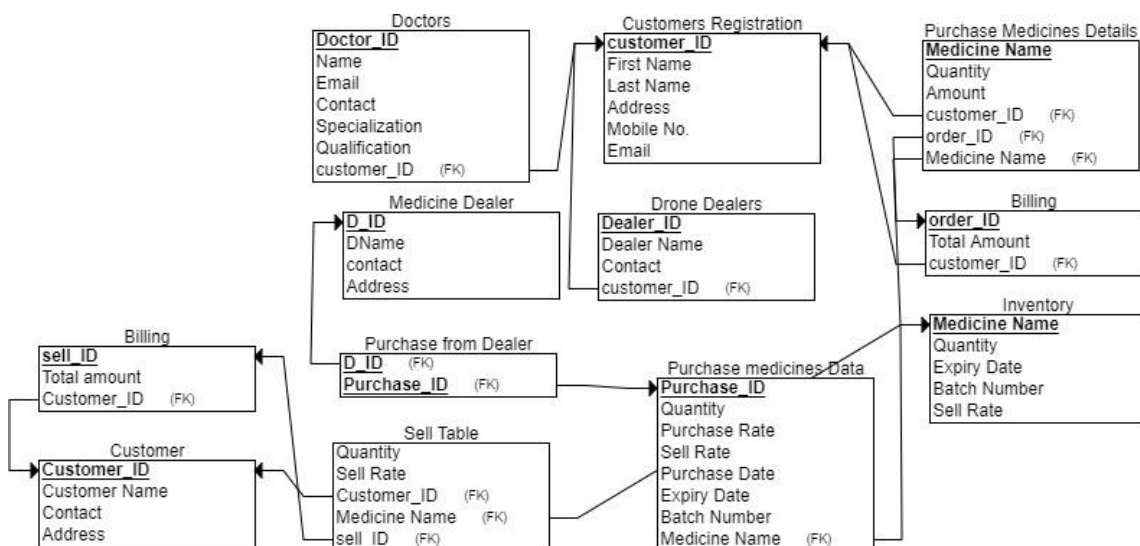 Doctors
Doctor_ID
Name
Email
Contact
Specialization
Qualification
customer_ID (FK)
Customers Registration
customer_ID
First Name
Last Name
Address
Mobile No.
Email
Purchase Medicines Details
Medicine Name
Quantity
Amount
customer_ID (FK)
order_ID (FK)
Medicine Name (FK)
Medicine Dealer
D_ID
DName
contact
Address
Drone Dealers
Dealer_ID
Dealer Name
Contact
customer_ID (FK)
Billing
order_ID
Total Amount
customer_ID (FK)
Inventory
Medicine Name
Quantity
Expiry Date
Batch Number
Sell Rate
Billing
sell_ID
Total amount
Customer_ID (FK)
Purchase from Dealer
D_ID (FK)
Purchase_ID (FK)
Purchase medicines Data
Purchase_ID
Quantity
Purchase Rate
Sell Rate
Purchase Date
Expiry Date
Batch Number
Medicine Name (FK)
Customer
Customer_ID
Customer Name
Contact
Address
Sell Table
Quantity
Sell Rate
Customer_ID (FK)
Medicine Name (FK)
sell_ID (FK)